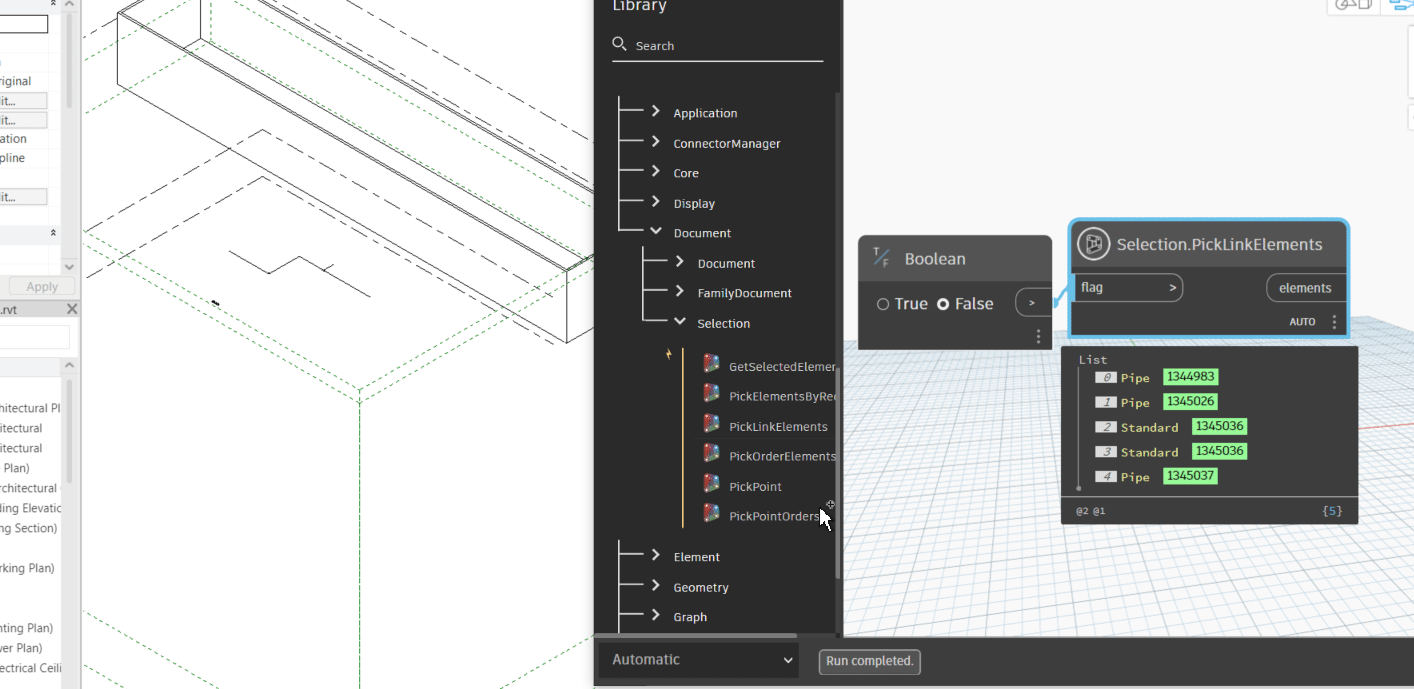 iginal
it...
it...
ation
pline
it...
Apply
.rvt
hitectural Pl
itectural
itectural
Plan)
rchitectural
ding Elevatio
ng Section)
rking Plan)
nting Plan)
ver Plan)
ectrical Ceili
Library
Search
Application
ConnectorManager
Core
Display
Document
Document
FamilyDocument
Selection
GetSelectedElemer
PickElementsByRec
PickLinkElements
PickOrderElements
PickPoint
PickPointOrders
Element
Geometry
Graph
Automatic
Run completed.
T/F Boolean
True False >
Selection.PickLinkElements
flag > elements
AUTO
List
0 Pipe 1344983
1 Pipe 1345026
2 Standard 1345036
3 Standard 1345036
4 Pipe 1345037
@2 @1 {5}